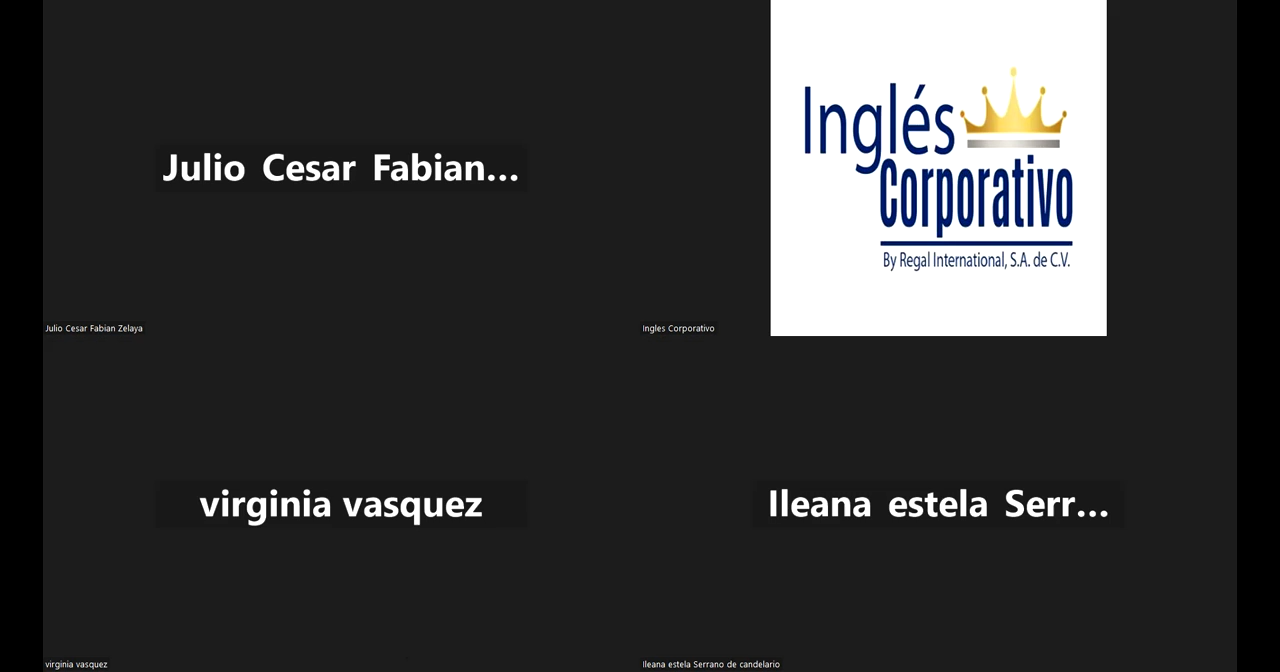 Julio Cesar Fabian...
Inglés
Corporativo
By Regal International, S.A. de C.V.
Julio Cesar Fabian Zelaya
Ingles Corporativo
virginia vasquez
Ileana estela Serr...
virginia vasquez
Ileana estela Serrano de candelario